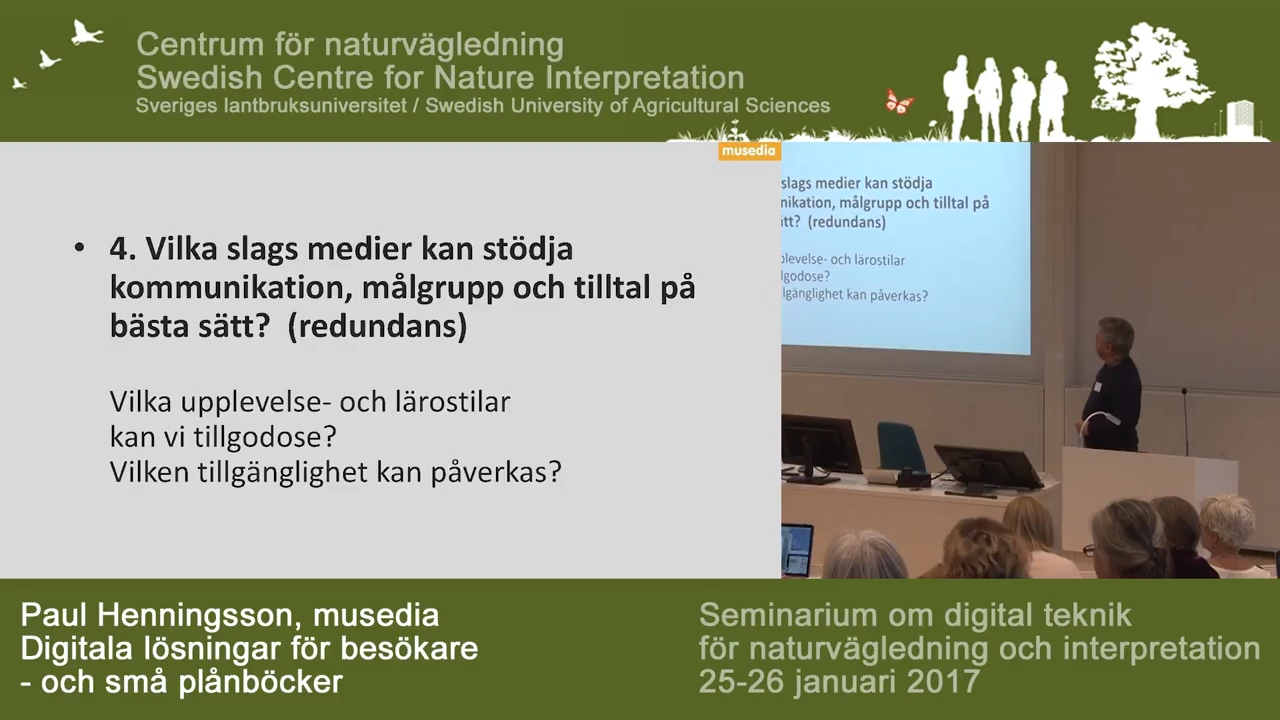 Centrum för naturvägledning
Swedish Centre for Nature Interpretation
Sveriges lantbruksuniversitet / Swedish University of Agricultural Sciences
musedia
• 4. Vilka slags medier kan stödja
kommunikation, målgrupp och tilltal på
bästa sätt?  (redundans)
Vilka upplevelse- och lärostilar
kan vi tillgodose?
Vilken tillgänglighet kan påverkas?
slags medier kan stödja
nikation, målgrupp och tilltal på
itt?  (redundans)
plevelse- och lärostilar
lgodose?
lgänglighet kan påverkas?
Paul Henningsson, musedia
Digitala lösningar för besökare
- och små plånböcker
Seminarium om digital teknik
för naturvägledning och interpretation
25-26 januari 2017